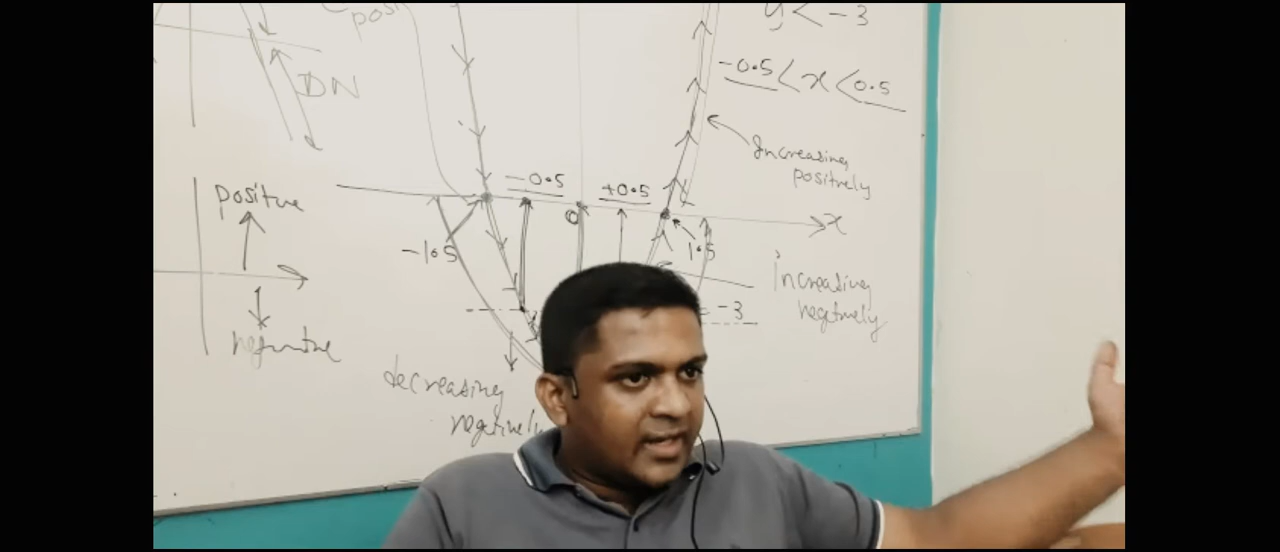 posi
y < -3
-0.5 < x < 0.5
DN
Increasing
positively
positive
-0.5
+0.5
0
x
-1.5
1.5
increasing
negatively
= -3
negative
decreasing
negatively